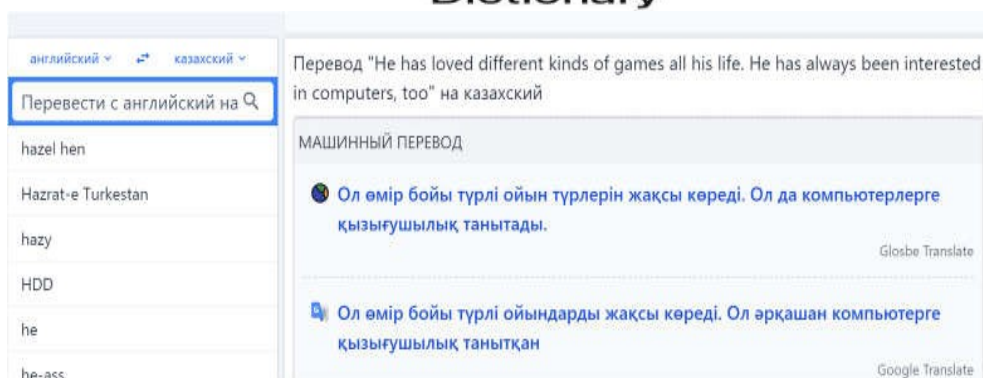 Dictionary
английский казахский
Перевести с английский на
hazel hen
Hazrat-e Turkestan
hazy
HDD
he
he-ass
Перевод "He has loved different kinds of games all his life. He has always been interested
in computers, too" на казахский
МАШИННЫЙ ПЕРЕВОД
Ол өмір бойы түрлі ойын түрлерін жақсы көреді. Ол да компьютерлерге
қызығушылық танытады.
Glosbe Translate
Ол өмір бойы түрлі ойындарды жақсы көреді. Ол әрқашан компьютерге
қызығушылық танытқан
Google Translate